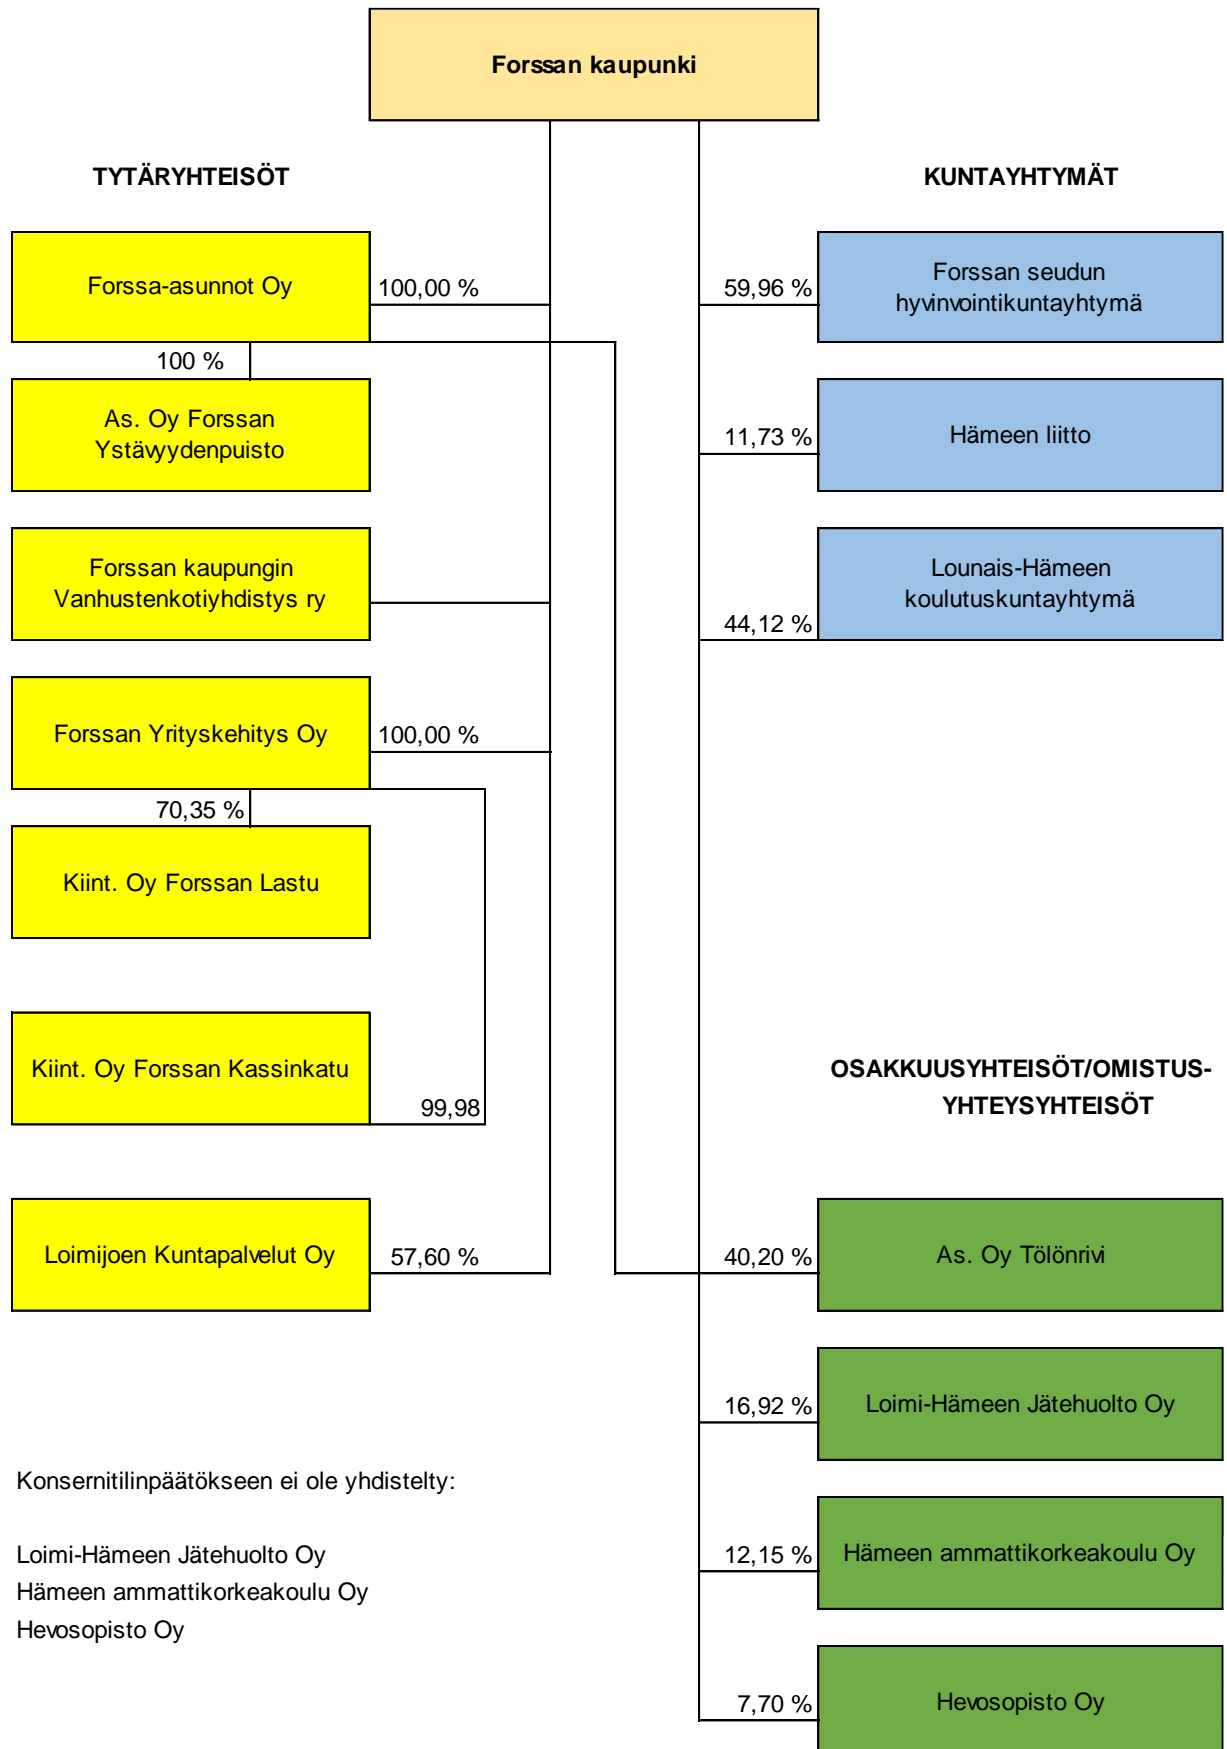 Forssan kaupunki
TYTÄRYHTEISÖT
Forssa-asunnot Oy
100,00 %
100 %
As. Oy Forssan
Ystävyydenpuisto
Forssan kaupungin
Vanhustenkotiyhdistys ry
Forssan Yrityskehitys Oy
100,00 %
70,35 %
Kiint. Oy Forssan Lastu
Kiint. Oy Forssan Kassinkatu
99,98
Loimijoen Kuntapalvelut Oy
57,60 %
KUNTAYHTYMÄT
59,96 %
Forssan seudun
hyvinvointikuntayhtymä
11,73 %
Hämeen liitto
Lounais-Hämeen
koulutuskuntayhtymä
44,12 %
OSAKKUUSYHTEISÖT/OMISTUS-
YHTEYSYHTEISÖT
40,20 %
As. Oy Tölönrivi
16,92 %
Loimi-Hämeen Jätehuolto Oy
12,15 %
Hämeen ammattikorkeakoulu Oy
7,70 %
Hevosopisto Oy
Konsernitilinpäätökseen ei ole yhdistelty:
Loimi-Hämeen Jätehuolto Oy
Hämeen ammattikorkeakoulu Oy
Hevosopisto Oy